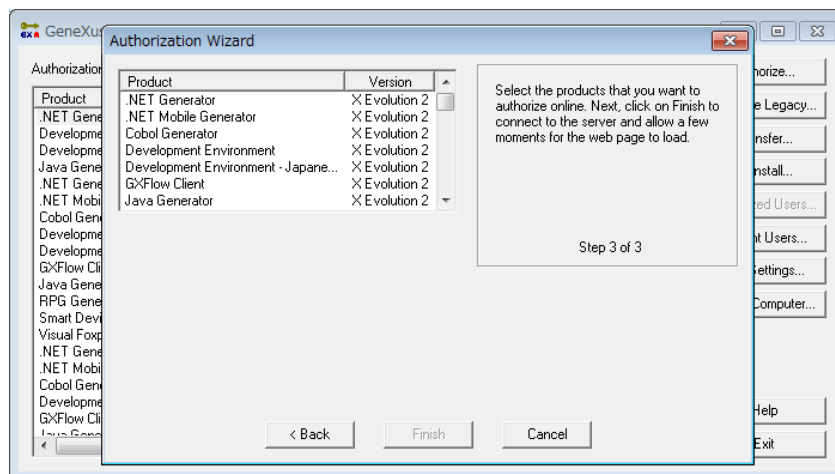 GeneXus
Authorization Wizard
Authorization
Product
.NET Gene
Developme
Developme
Java Gene
.NET Gene
.NET Mobi
Cobol Gen
Developme
Developme
GXFlow Cli
Java Gene
RPG Gene
Smart Devi
Visual Foxp
.NET Gene
.NET Mobi
Cobol Gen
Developme
GXFlow Cli
Product Version
.NET Generator X Evolution 2
.NET Mobile Generator X Evolution 2
Cobol Generator X Evolution 2
Development Environment X Evolution 2
Development Environment - Japane... X Evolution 2
GXFlow Client X Evolution 2
Java Generator X Evolution 2
Select the products that you want to
authorize online. Next, click on Finish to
connect to the server and allow a few
moments for the web page to load.
Step 3 of 3
< Back Finish Cancel
horize...
e Legacy...
nsfer...
nstall...
zed Users...
nt Users...
Settings...
Computer...
Help
Exit